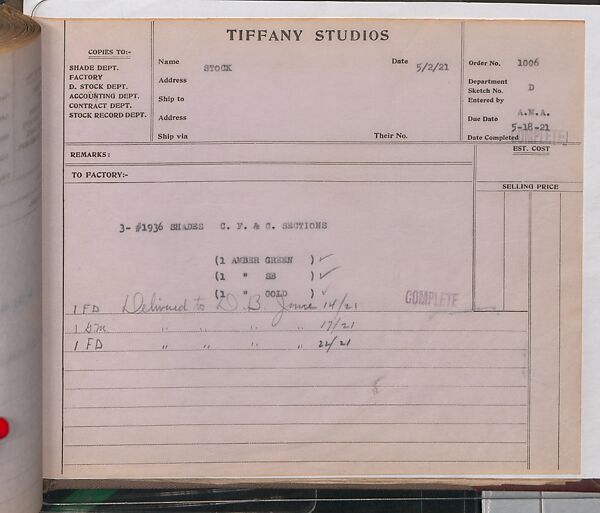 TIFFANY STUDIOS
COPIES TO:-
SHADE DEPT.
FACTORY
D. STOCK DEPT.
ACCOUNTING DEPT.
CONTRACT DEPT.
STOCK RECORD DEPT.
Name STOCK Date 5/2/21
Address
Ship to
Address
Ship via Their No.
Order No. 1006
Department
Sketch No. D
Entered by
A.M.A.
Due Date
5-18-21
Date Completed
REMARKS:
EST. COST
TO FACTORY:-
SELLING PRICE
3- #1936 SHADES C. F. & C. SECTIONS
(1 AMBER GREEN ) ✓
(1 " SB ) ✓
(1 " GOLD ) ✓
COMPLETE
1 FD Delivered to D. B. June 14/21
1 " " " " 17/21
1 FD " " " " 22/21
8